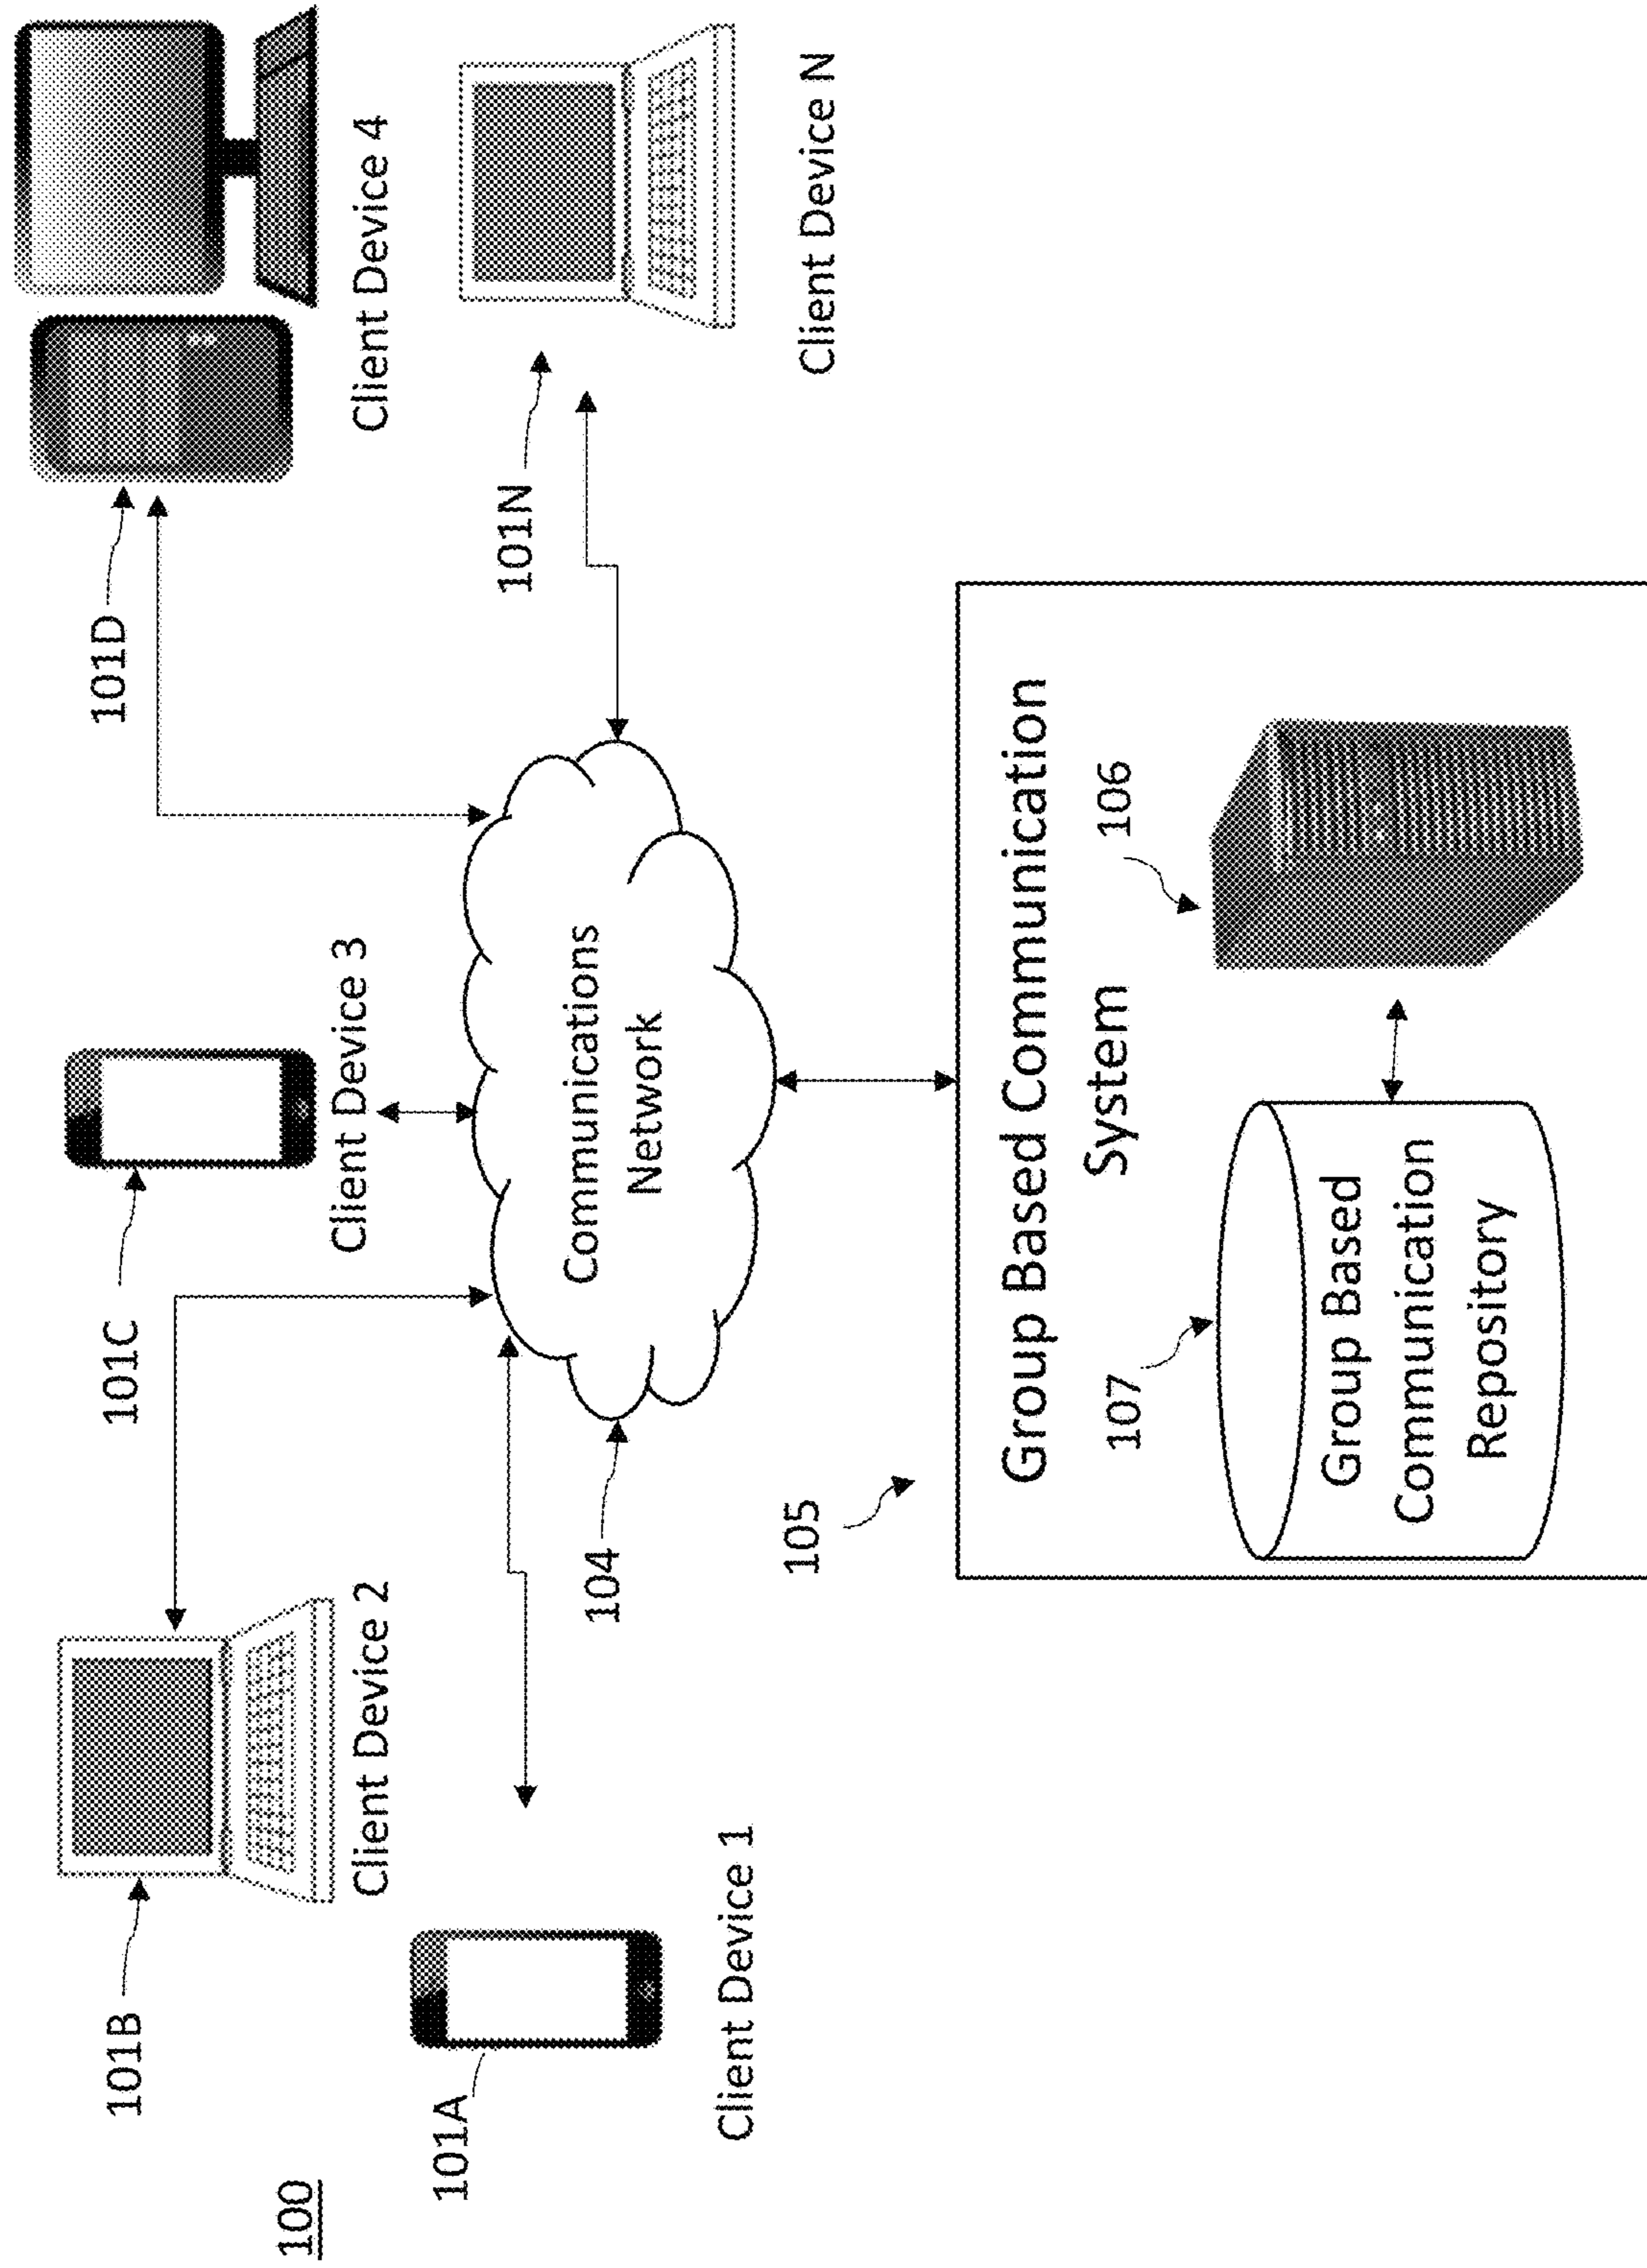 100
101B
Client Device 2
101C
Client Device 3
101D
Client Device 4
101A
Client Device 1
104
Communications
Network
101N
Client Device N
105
Group Based Communication
System
107
106
Group Based
Communication
Repository